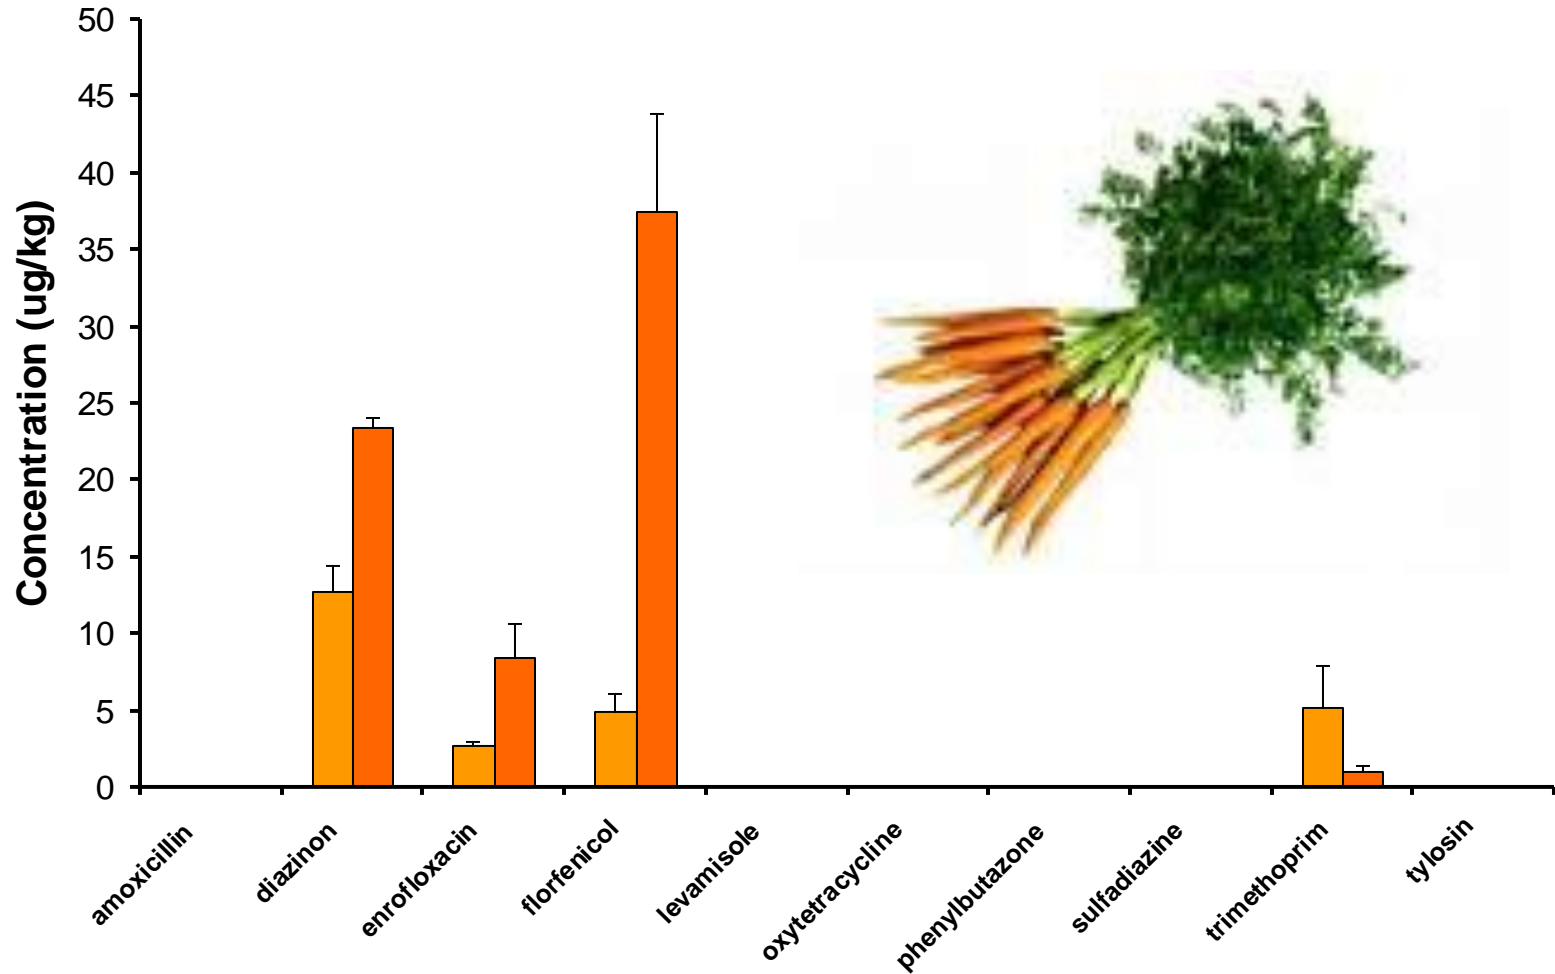 50
45
40
35
30
25
20
15
10
5
0
Concentration (ug/kg)
amoxicillin
diazinon
enrofloxacin
florfenicol
levamisole
oxytetracycline
phenylbutazone
sulfadiazine
trimethoprim
tylosin